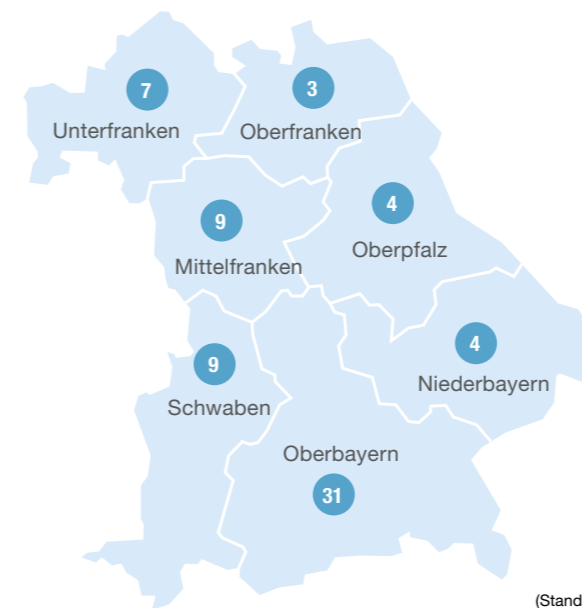 7
Unterfranken
3
Oberfranken
4
Oberpfalz
9
Mittelfranken
4
Niederbayern
9
Schwaben
Oberbayern
31
(Stand